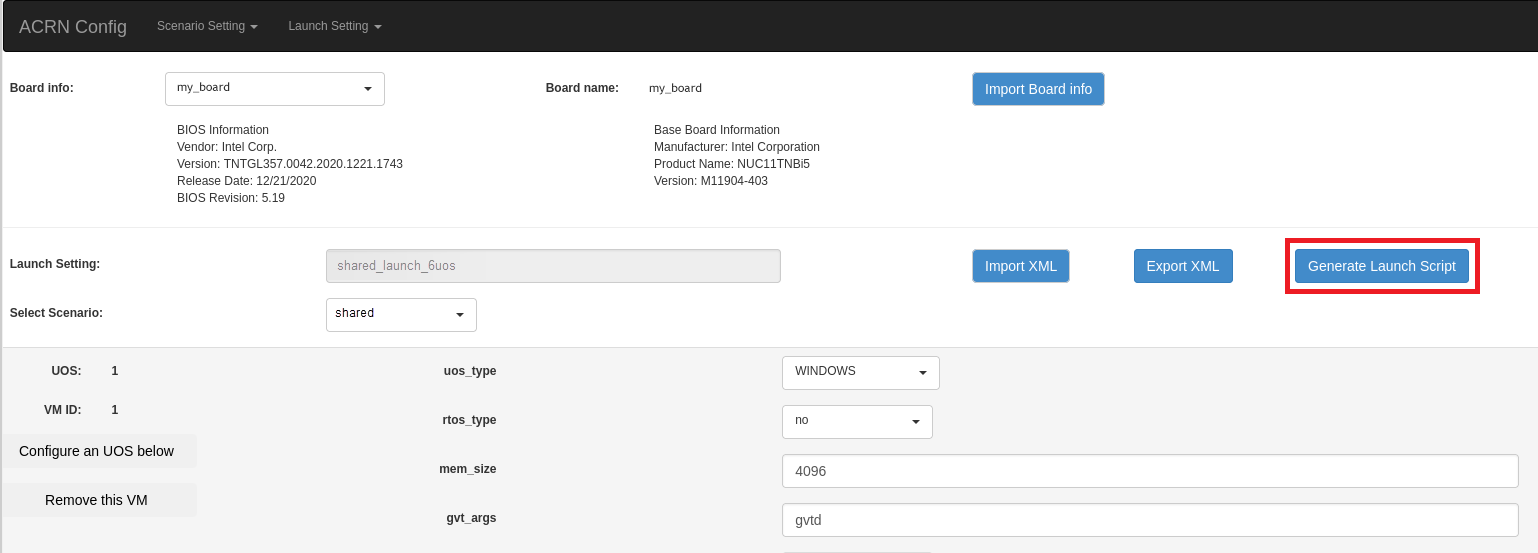 ACRN Config Scenario Setting Launch Setting
Board info: my_board Board name: my_board Import Board info
BIOS Information
Vendor: Intel Corp.
Version: TNTGL357.0042.2020.1221.1743
Release Date: 12/21/2020
BIOS Revision: 5.19
Base Board Information
Manufacturer: Intel Corporation
Product Name: NUC11TNBi5
Version: M11904-403
Launch Setting: shared_launch_6uos Import XML Export XML Generate Launch Script
Select Scenario: shared
UOS: 1 uos_type WINDOWS
VM ID: 1 rtos_type no
Configure an UOS below
mem_size 4096
Remove this VM
gvt_args gvtd